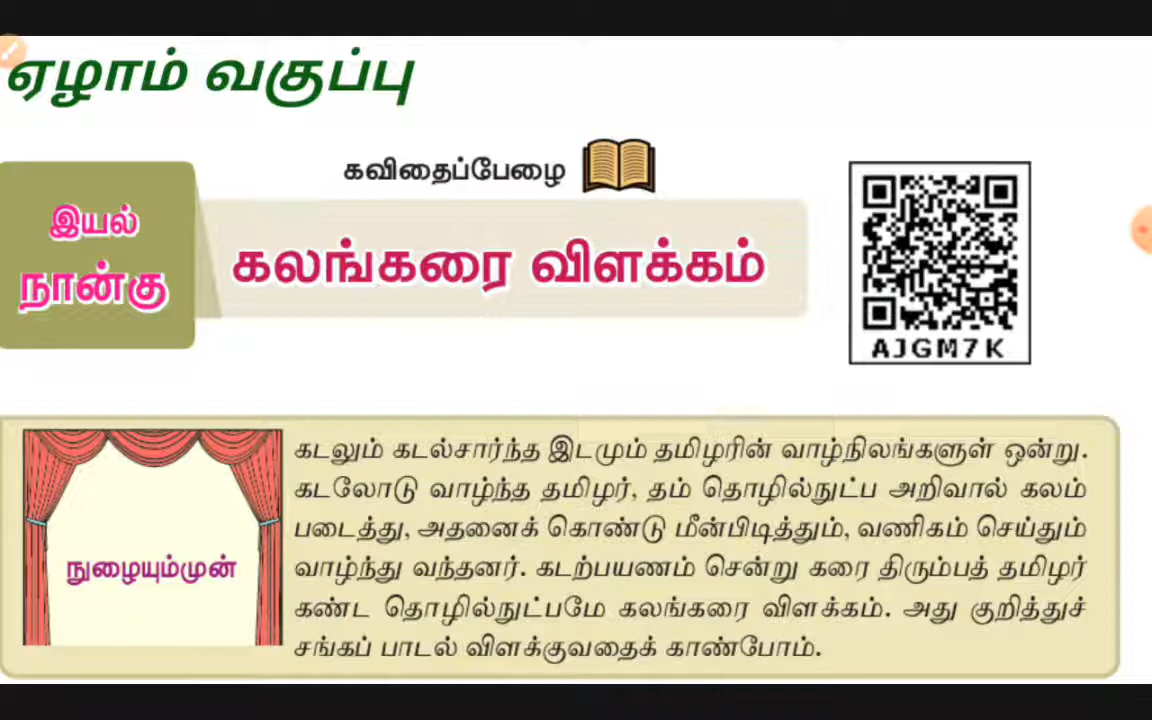 ஏழாம் வகுப்பு
கவிதைப்பேழை
இயல்
நான்கு
கலங்கரை விளக்கம்
AJGM7K
நுழையும்முன்
கடலும் கடல்சார்ந்த இடமும் தமிழரின் வாழ்நிலங்களுள் ஒன்று.
கடலோடு வாழ்ந்த தமிழர், தம் தொழில்நுட்ப அறிவால் கலம்
படைத்து, அதனைக் கொண்டு மீன்பிடித்தும், வணிகம் செய்தும்
வாழ்ந்து வந்தனர். கடற்பயணம் சென்று கரை திரும்பத் தமிழர்
கண்ட தொழில்நுட்பமே கலங்கரை விளக்கம். அது குறித்துச்
சங்கப் பாடல் விளக்குவதைக் காண்போம்.